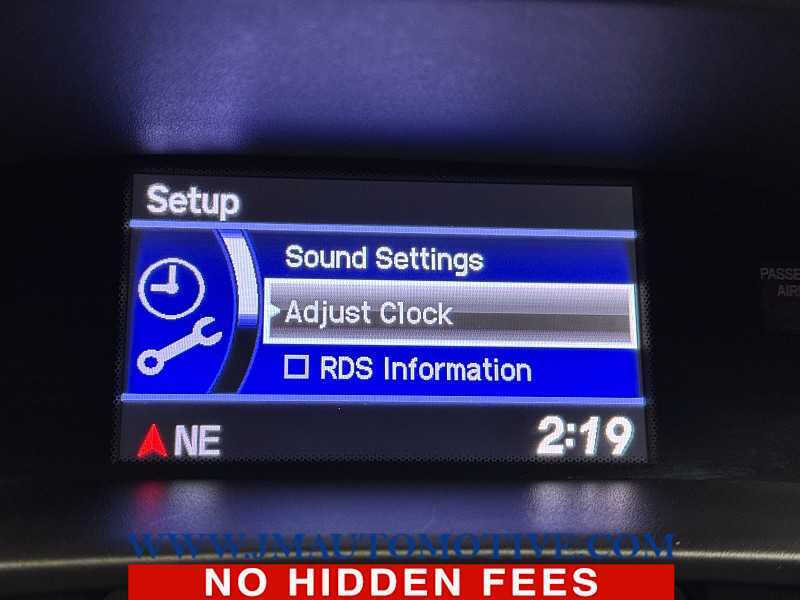 Setup
Sound Settings
Adjust Clock
RDS Information
NE
2:19
WWW.JMAUTOMOTIVE.COM
NO HIDDEN FEES